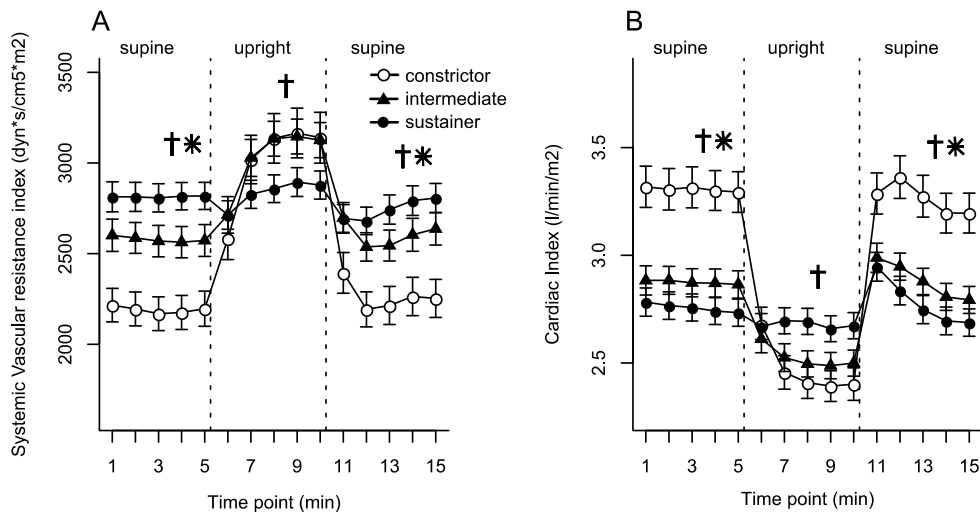 A
supine
upright
supine
constrictor
intermediate
sustainer
†✳
†
†✳
3500
3000
2500
2000
Systemic Vascular resistance index (dyn*s/cm5*m2)
1 3 5 7 9 11 13 15
Time point (min)
B
supine
upright
supine
†✳
†
†✳
3.5
3.0
2.5
Cardiac Index (l/min/m2)
1 3 5 7 9 11 13 15
Time point (min)